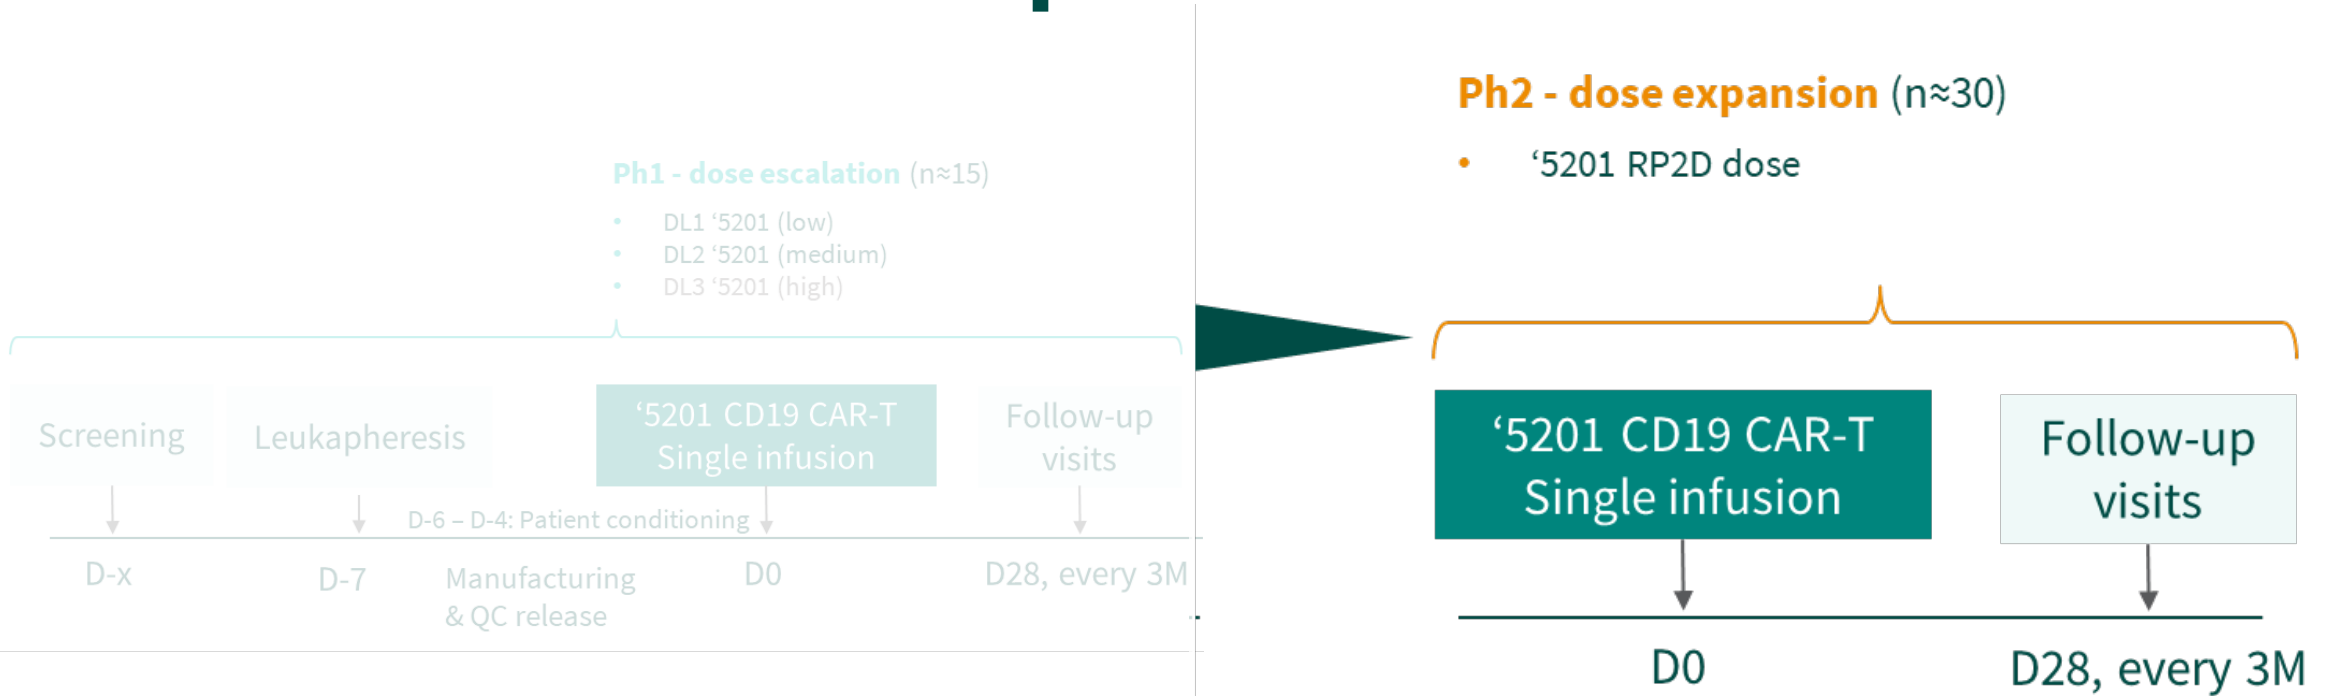 Ph1 - dose escalation (n≈15)
• DL1 ‘5201 (low)
• DL2 ‘5201 (medium)
• DL3 ‘5201 (high)
Screening
Leukapheresis
‘5201 CD19 CAR-T
Single infusion
Follow-up
visits
D-6 – D-4: Patient conditioning
D-x
D-7
Manufacturing
& QC release
D0
D28, every 3M
Ph2 - dose expansion (n≈30)
• ‘5201 RP2D dose
‘5201 CD19 CAR-T
Single infusion
Follow-up
visits
D0
D28, every 3M